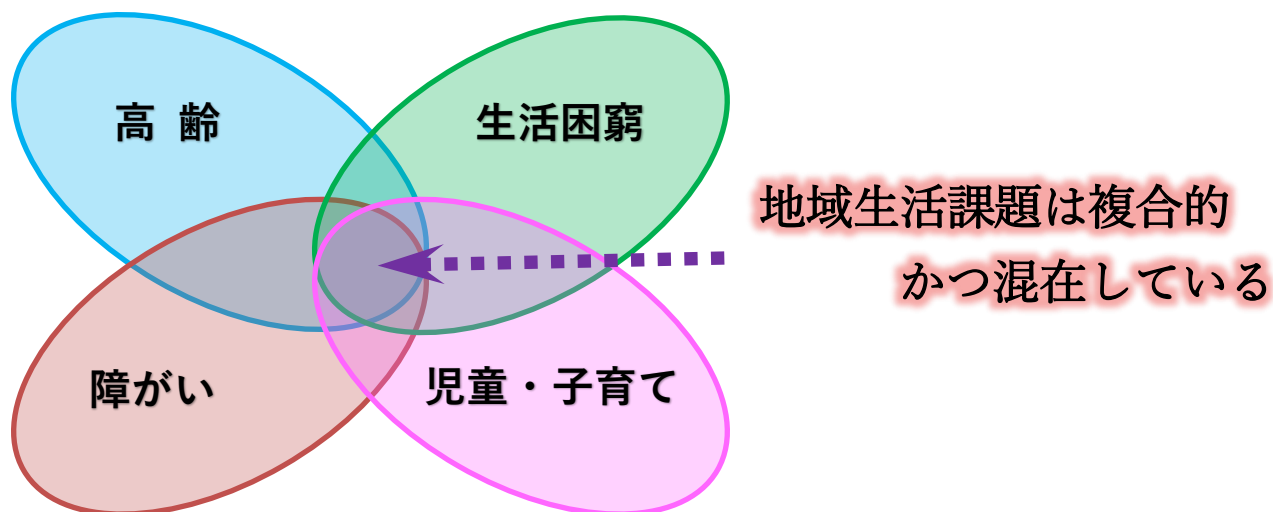 高 齢
生活困窮
地域生活課題は複合的
かつ混在している
障がい
児童・子育て